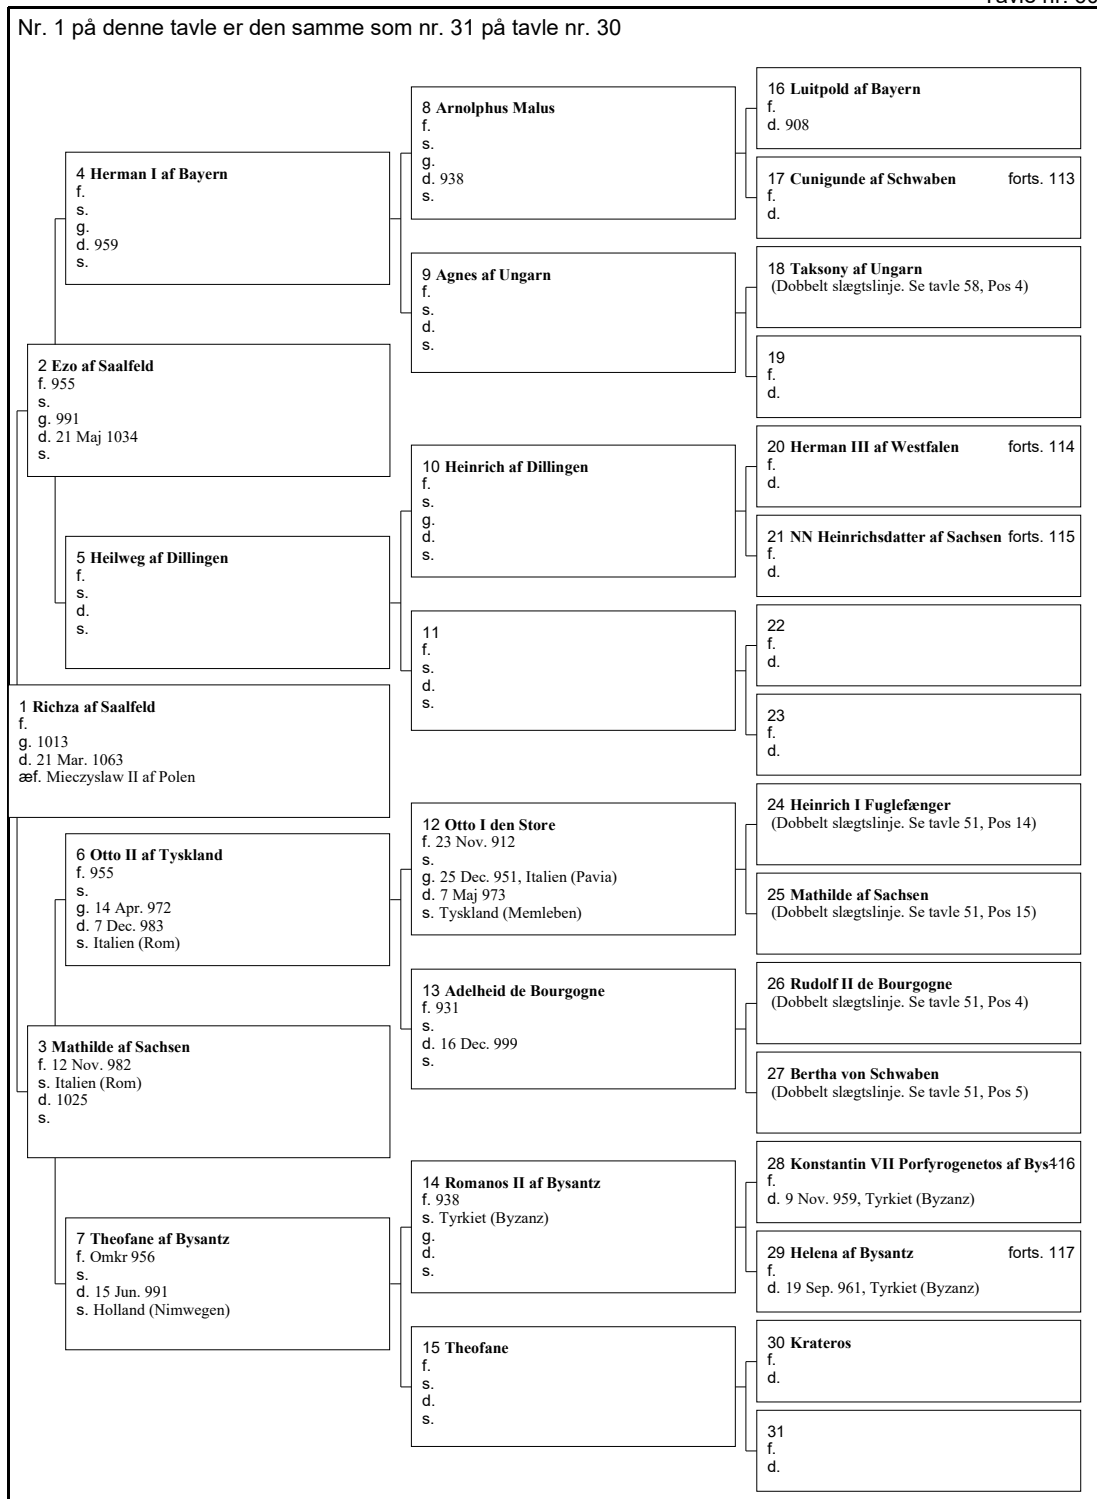 Nr. 1 på denne tavle er den samme som nr. 31 på tavle nr. 30
16 Luitpold af Bayern
f.
d. 908
8 Arnolphus Malus
f.
s.
g.
d. 938
s.
17 Cunigunde af Schwaben forts. 113
f.
d.
4 Herman I af Bayern
f.
s.
g.
d. 959
s.
18 Taksony af Ungarn
(Dobbelt slægtslinje. Se tavle 58, Pos 4)
9 Agnes af Ungarn
f.
s.
d.
s.
19
f.
d.
2 Ezo af Saalfeld
f. 955
s.
g. 991
d. 21 Maj 1034
s.
20 Herman III af Westfalen forts. 114
f.
d.
10 Heinrich af Dillingen
f.
s.
g.
d.
s.
21 NN Heinrichsdatter af Sachsen forts. 115
f.
d.
5 Heilweg af Dillingen
f.
s.
d.
s.
22
f.
d.
11
f.
s.
d.
s.
23
f.
d.
1 Richza af Saalfeld
f.
g. 1013
d. 21 Mar. 1063
æf. Mieczyslaw II af Polen
24 Heinrich I Fuglefænger
(Dobbelt slægtslinje. Se tavle 51, Pos 14)
12 Otto I den Store
f. 23 Nov. 912
s.
g. 25 Dec. 951, Italien (Pavia)
d. 7 Maj 973
s. Tyskland (Memleben)
25 Mathilde af Sachsen
(Dobbelt slægtslinje. Se tavle 51, Pos 15)
6 Otto II af Tyskland
f. 955
s.
g. 14 Apr. 972
d. 7 Dec. 983
s. Italien (Rom)
26 Rudolf II de Bourgogne
(Dobbelt slægtslinje. Se tavle 51, Pos 4)
13 Adelheid de Bourgogne
f. 931
s.
d. 16 Dec. 999
s.
27 Bertha von Schwaben
(Dobbelt slægtslinje. Se tavle 51, Pos 5)
3 Mathilde af Sachsen
f. 12 Nov. 982
s. Italien (Rom)
d. 1025
s.
28 Konstantin VII Porfyrogenetos af Bys 116
f.
d. 9 Nov. 959, Tyrkiet (Byzanz)
14 Romanos II af Bysantz
f. 938
s. Tyrkiet (Byzanz)
g.
d.
s.
29 Helena af Bysantz forts. 117
f.
d. 19 Sep. 961, Tyrkiet (Byzanz)
7 Theofane af Bysantz
f. Omkr 956
s.
d. 15 Jun. 991
s. Holland (Nimwegen)
30 Krateros
f.
d.
15 Theofane
f.
s.
d.
s.
31
f.
d.